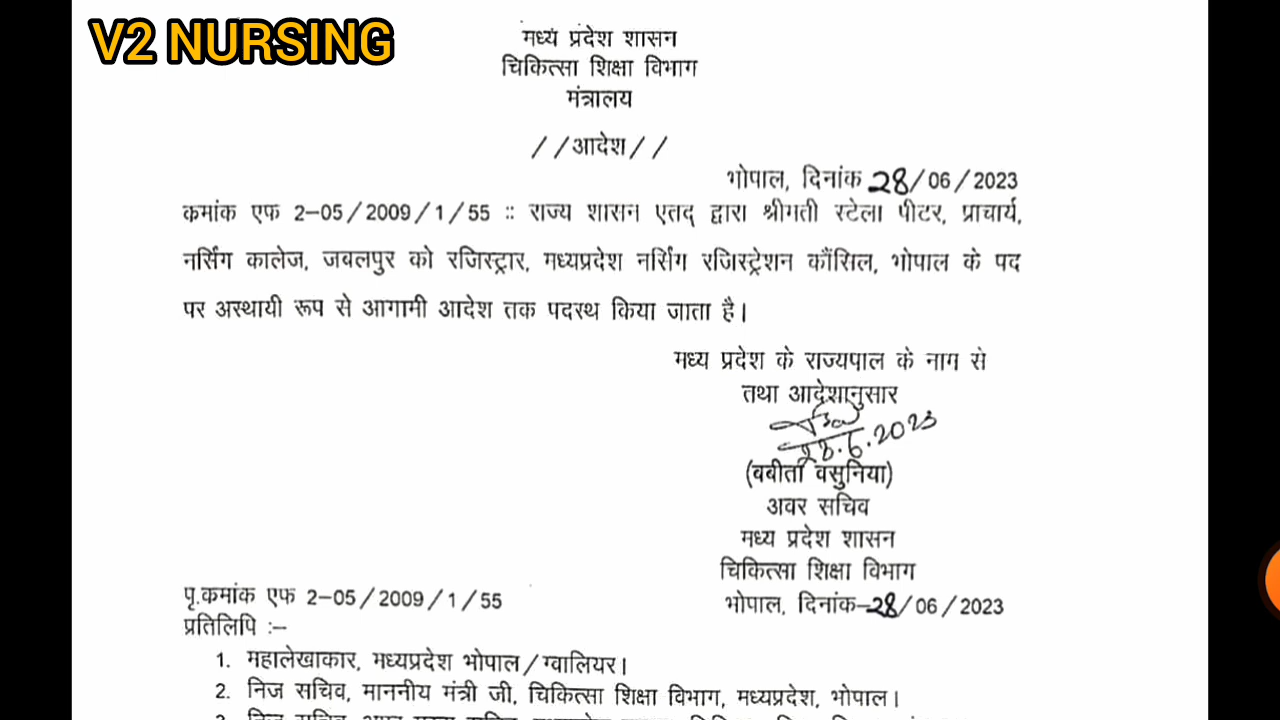 V2 NURSING
मध्य प्रदेश शासन
चिकित्सा शिक्षा विभाग
मंत्रालय
//आदेश//
भोपाल, दिनांक 28/06/2023
कमांक एफ 2–05/2009/1/55 :: राज्य शासन एतद् द्वारा श्रीमती स्टेला पीटर, प्राचार्य,
नर्सिंग कालेज, जबलपुर को रजिस्ट्रार, मध्यप्रदेश नर्सिंग रजिस्ट्रेशन कौंसिल, भोपाल के पद
पर अस्थायी रूप से आगामी आदेश तक पदस्थ किया जाता है।
मध्य प्रदेश के राज्यपाल के नाम से
तथा आदेशानुसार
28.6.2023
(बबीता वसुनिया)
अवर सचिव
मध्य प्रदेश शासन
चिकित्सा शिक्षा विभाग
पृ.कमांक एफ 2–05/2009/1/55
भोपाल, दिनांक–28/06/2023
प्रतिलिपि :–
1. महालेखाकार, मध्यप्रदेश भोपाल/ग्वालियर।
2. निज सचिव, माननीय मंत्री जी, चिकित्सा शिक्षा विभाग, मध्यप्रदेश, भोपाल।